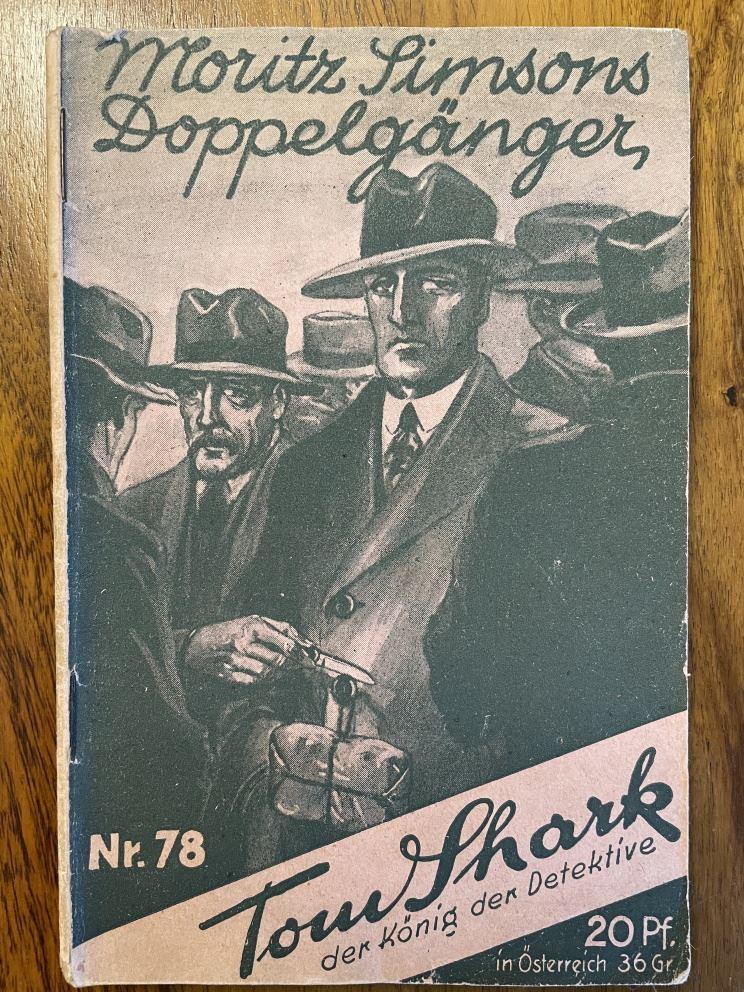 Moritz Simsons
Doppelgänger,
Nr. 78
Tom Shark
der König der Detektive
20 Pf.
in Österreich 36 Gr.